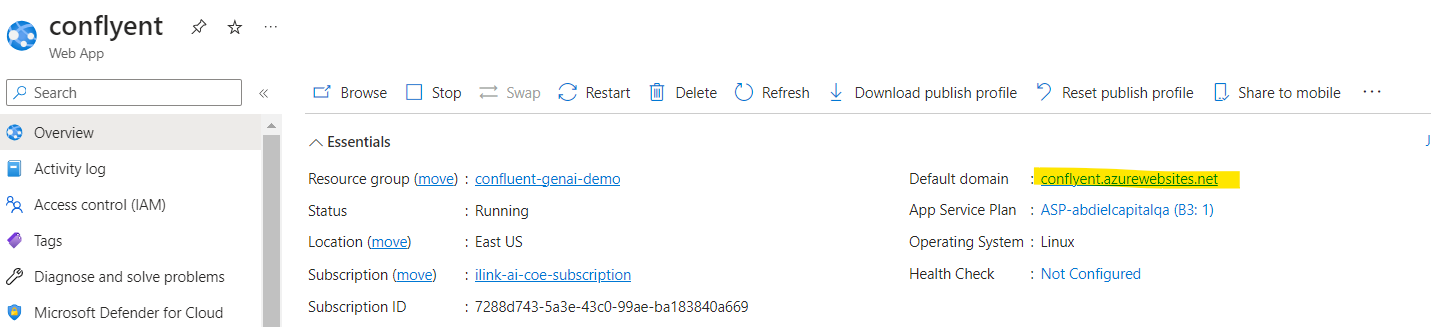 conflyent
Web App
Search
Overview
Activity log
Access control (IAM)
Tags
Diagnose and solve problems
Microsoft Defender for Cloud
Browse Stop Swap Restart Delete Refresh Download publish profile Reset publish profile Share to mobile
Essentials
J
Resource group (move) : confluent-genai-demo
Status : Running
Location (move) : East US
Subscription (move) : ilink-ai-coe-subscription
Subscription ID : 7288d743-5a3e-43c0-99ae-ba183840a669
Default domain : conflyent.azurewebsites.net
App Service Plan : ASP-abdielcapitalqa (B3: 1)
Operating System : Linux
Health Check : Not Configured